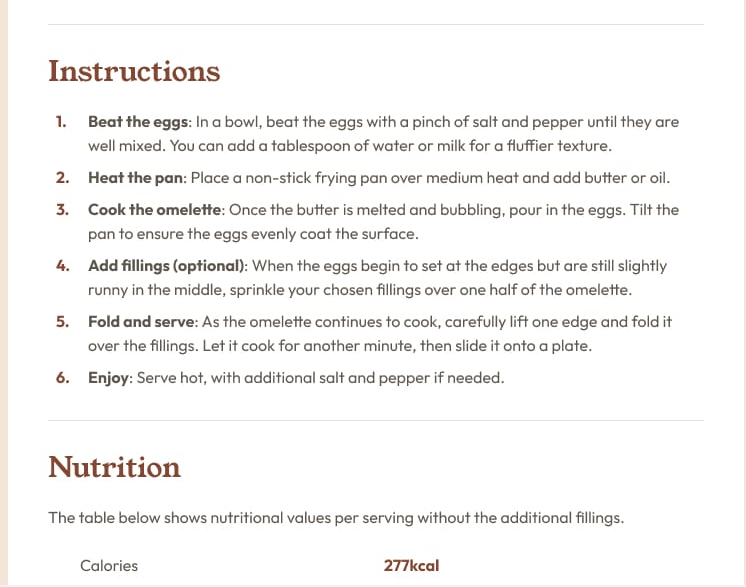 Instructions
1. Beat the eggs: In a bowl, beat the eggs with a pinch of salt and pepper until they are
well mixed. You can add a tablespoon of water or milk for a fluffier texture.
2. Heat the pan: Place a non-stick frying pan over medium heat and add butter or oil.
3. Cook the omelette: Once the butter is melted and bubbling, pour in the eggs. Tilt the
pan to ensure the eggs evenly coat the surface.
4. Add fillings (optional): When the eggs begin to set at the edges but are still slightly
runny in the middle, sprinkle your chosen fillings over one half of the omelette.
5. Fold and serve: As the omelette continues to cook, carefully lift one edge and fold it
over the fillings. Let it cook for another minute, then slide it onto a plate.
6. Enjoy: Serve hot, with additional salt and pepper if needed.
Nutrition
The table below shows nutritional values per serving without the additional fillings.
Calories 277kcal